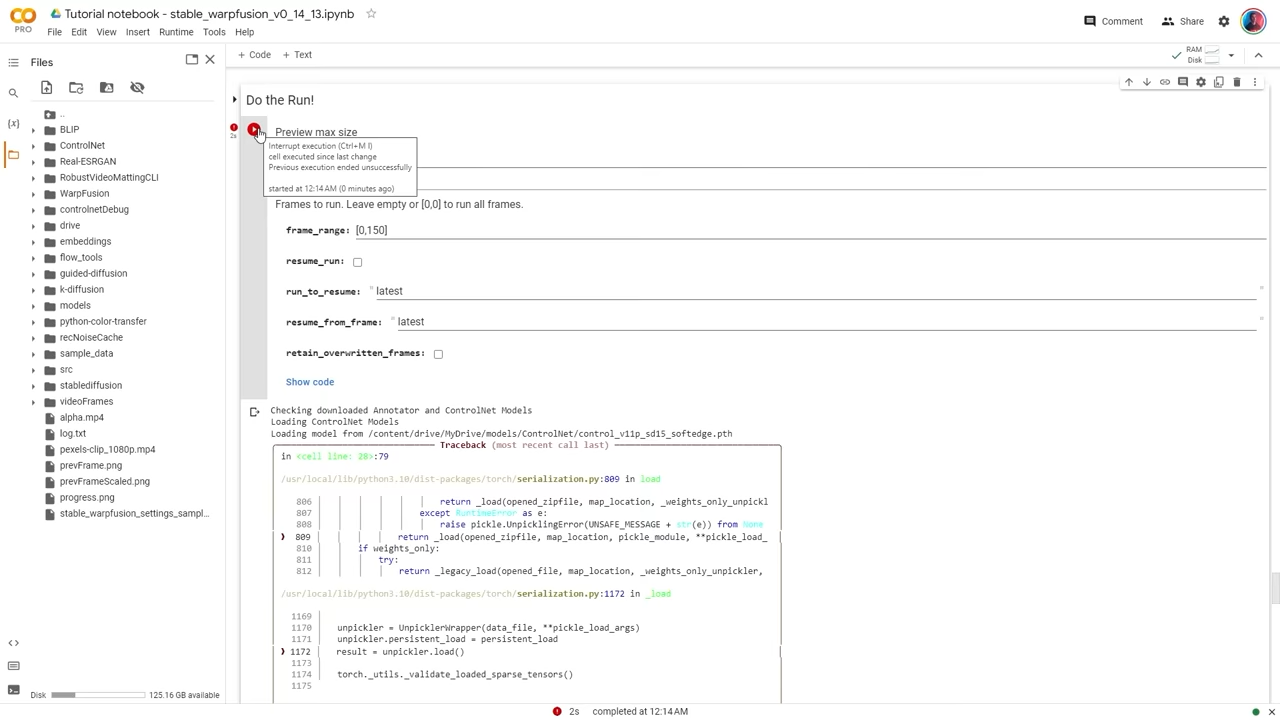 PRO
Tutorial notebook - stable_warpfusion_v0_14_13.ipynb
File Edit View Insert Runtime Tools Help
Comment
Share
Files
+ Code + Text
RAM
Disk
..
BLIP
ControlNet
Real-ESRGAN
RobustVideoMattingCLI
WarpFusion
controlnetDebug
drive
embeddings
flow_tools
guided-diffusion
k-diffusion
models
python-color-transfer
recNoiseCache
sample_data
src
stablediffusion
videoFrames
alpha.mp4
log.txt
pexels-clip_1080p.mp4
prevFrame.png
prevFrameScaled.png
progress.png
stable_warpfusion_settings_sampl...
Disk
125.16 GB available
Do the Run!
2s
Preview max size
Interrupt execution (Ctrl+M I)
cell executed since last change
Previous execution ended unsuccessfully
started at 12:14 AM (0 minutes ago)
Frames to run. Leave empty or [0,0] to run all frames.
frame_range: [0,150]
resume_run:
run_to_resume: " latest "
resume_from_frame: " latest "
retain_overwritten_frames:
Show code
Checking downloaded Annotator and ControlNet Models
Loading ControlNet Models
Loading model from /content/drive/MyDrive/models/ControlNet/control_v11p_sd15_softedge.pth
Traceback (most recent call last)
in <cell line: 28>:79
/usr/local/lib/python3.10/dist-packages/torch/serialization.py:809 in load
806 return _load(opened_zipfile, map_location, _weights_only_unpickl
807 except RuntimeError as e:
808 raise pickle.UnpicklingError(UNSAFE_MESSAGE + str(e)) from None
❱ 809 return _load(opened_zipfile, map_location, pickle_module, **pickle_load_
810 if weights_only:
811 try:
812 return _legacy_load(opened_file, map_location, _weights_only_unpickler,
/usr/local/lib/python3.10/dist-packages/torch/serialization.py:1172 in _load
1169
1170 unpickler = UnpicklerWrapper(data_file, **pickle_load_args)
1171 unpickler.persistent_load = persistent_load
❱ 1172 result = unpickler.load()
1173
1174 torch._utils._validate_loaded_sparse_tensors()
1175
2s completed at 12:14 AM